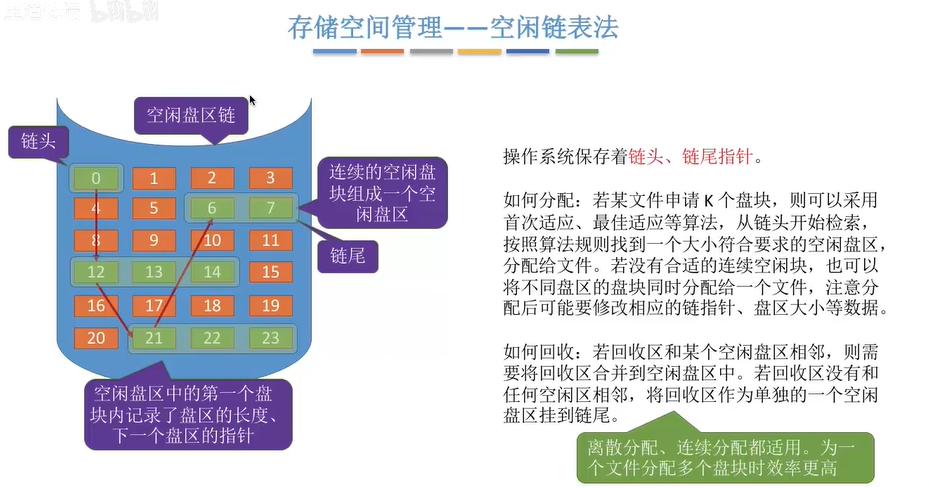 存储空间管理——空闲链表法
空闲盘区链
链头
0 1 2 3
4 5 6 7
8 9 10 11
12 13 14 15
16 17 18 19
20 21 22 23
连续的空闲盘
块组成一个空
闲盘区
链尾
空闲盘区中的第一个盘
块内记录了盘区的长度、
下一个盘区的指针
操作系统保存着链头、链尾指针。
如何分配：若某文件申请 K 个盘块，则可以采用
首次适应、最佳适应等算法，从链头开始检索，
按照算法规则找到一个大小符合要求的空闲盘区，
分配给文件。若没有合适的连续空闲块，也可以
将不同盘区的盘块同时分配给一个文件，注意分
配后可能要修改相应的链指针、盘区大小等数据。
如何回收：若回收区和某个空闲盘区相邻，则需
要将回收区合并到空闲盘区中。若回收区没有和
任何空闲区相邻，将回收区作为单独的一个空闲
盘区挂到链尾。
离散分配、连续分配都适用。为一
个文件分配多个盘块时效率更高